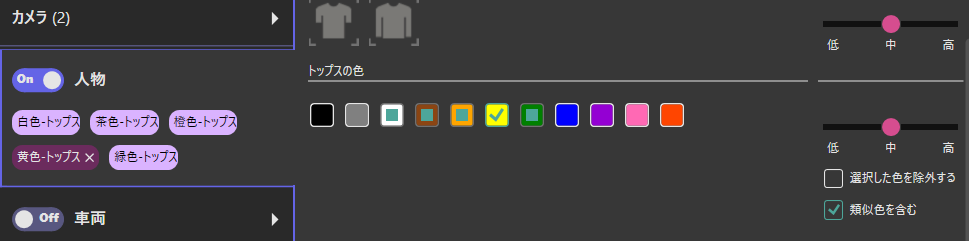 カメラ (2)
On 人物
白色-トップス 茶色-トップス 橙色-トップス
黄色-トップス × 緑色-トップス
Off 車両
トップスの色
低 中 高
低 中 高
選択した色を除外する
類似色を含む